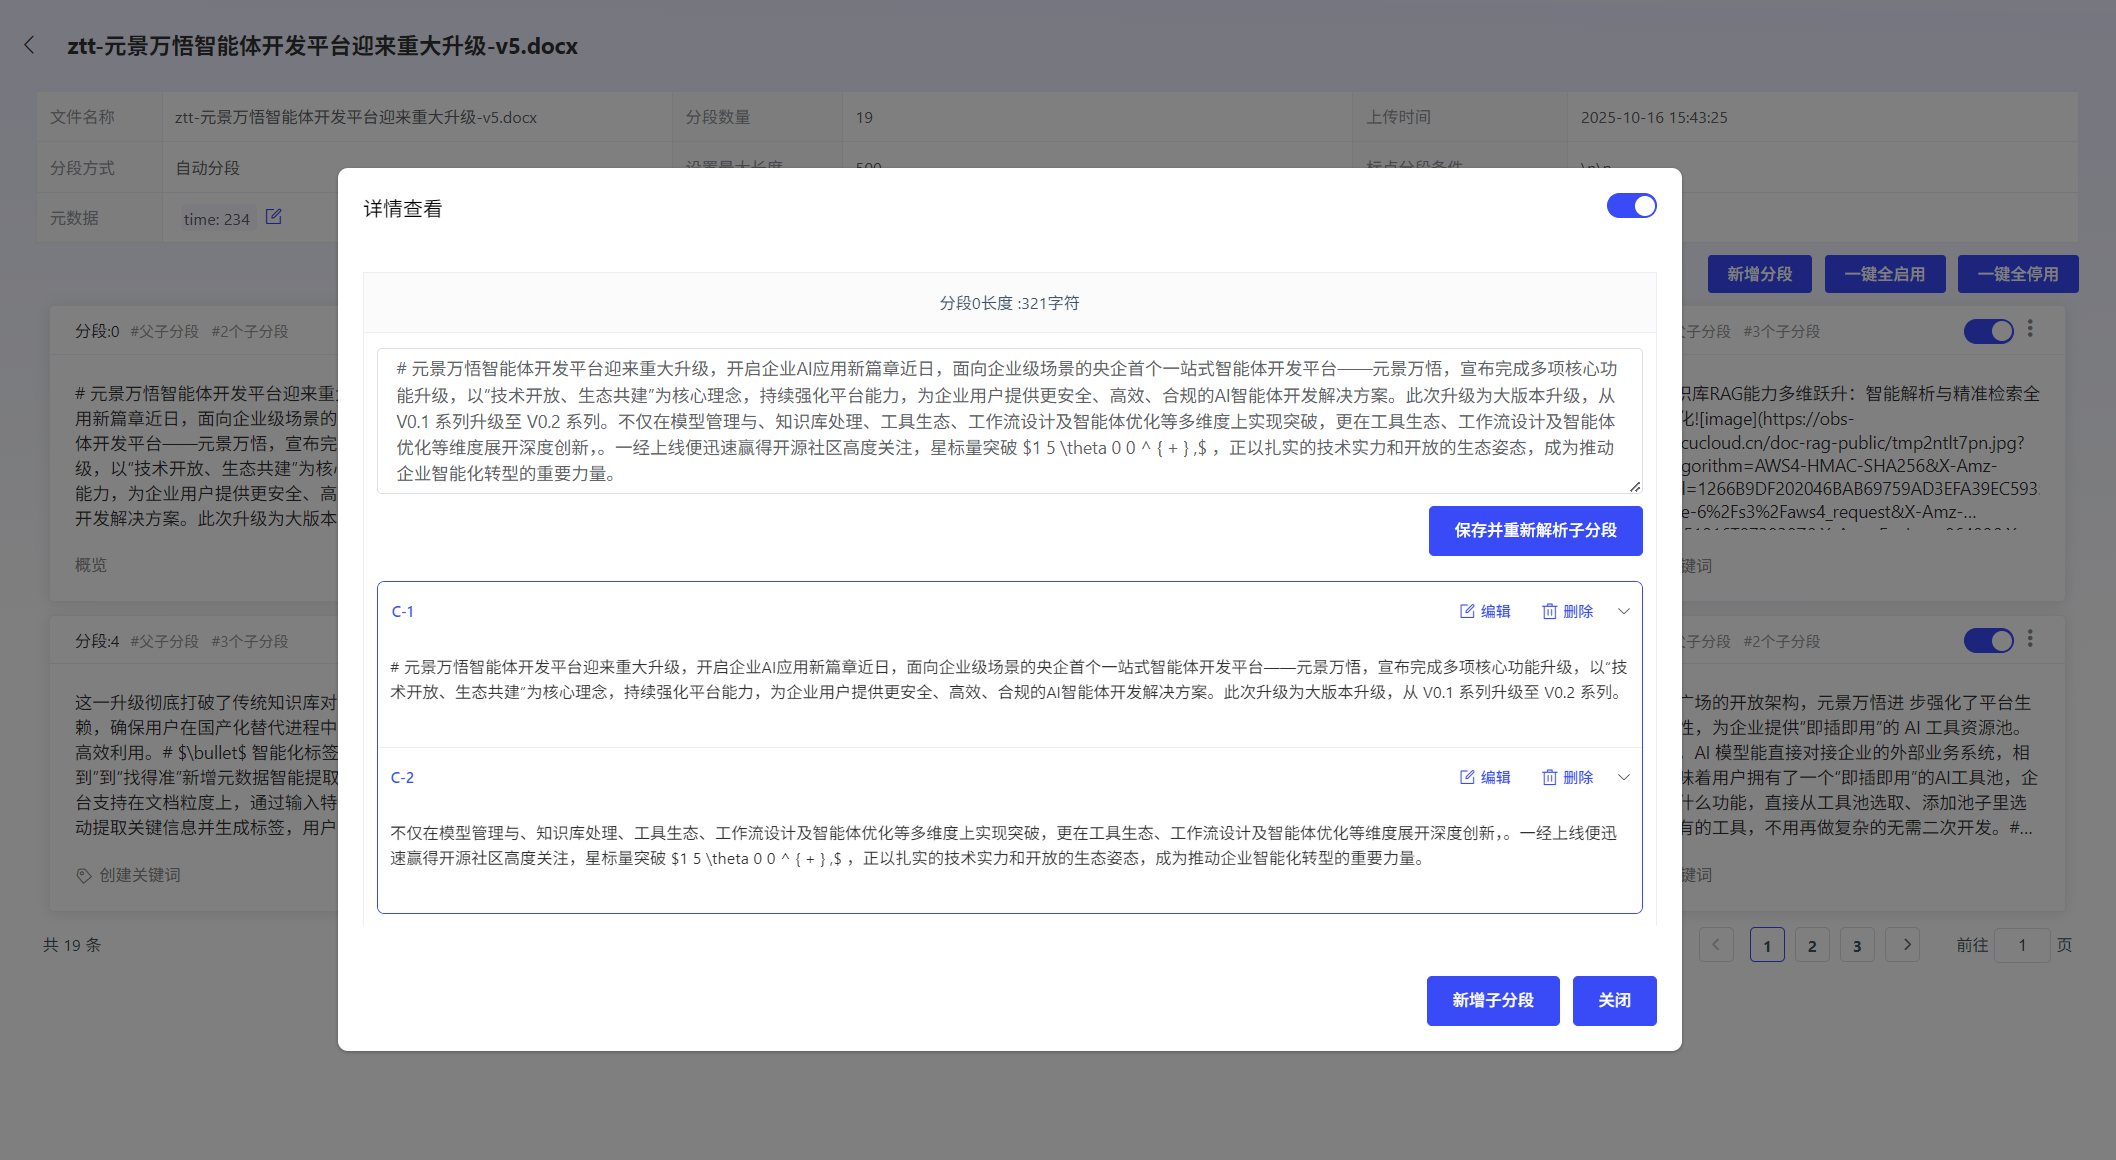 ztt-元景万悟智能体开发平台迎来重大升级-v5.docx
文件名称 ztt-元景万悟智能体开发平台迎来重大升级-v5.docx 分段数量 19 上传时间 2025-10-16 15:43:25
分段方式 自动分段 设置最大长度 500 标点分段条件 \n\n
元数据 time: 234
新增分段 一键全启用 一键全停用
详情查看
分段0长度 :321字符
# 元景万悟智能体开发平台迎来重大升级，开启企业AI应用新篇章近日，面向企业级场景的央企首个一站式智能体开发平台——元景万悟，宣布完成多项核心功
能升级，以“技术开放、生态共建”为核心理念，持续强化平台能力，为企业用户提供更安全、高效、合规的AI智能体开发解决方案。此次升级为大版本升级，从
V0.1 系列升级至 V0.2 系列。不仅在模型管理与、知识库处理、工具生态、工作流设计及智能体优化等多维度上实现突破，更在工具生态、工作流设计及智能体
优化等维度展开深度创新,。一经上线便迅速赢得开源社区高度关注，星标量突破 $1 5 \theta 0 0 ^ { + } ,$ ，正以扎实的技术实力和开放的生态姿态，成为推动
企业智能化转型的重要力量。
保存并重新解析子分段
C-1 编辑 删除
# 元景万悟智能体开发平台迎来重大升级，开启企业AI应用新篇章近日，面向企业级场景的央企首个一站式智能体开发平台——元景万悟，宣布完成多项核心功能升级，以“技
术开放、生态共建”为核心理念，持续强化平台能力，为企业用户提供更安全、高效、合规的AI智能体开发解决方案。此次升级为大版本升级，从 V0.1 系列升级至 V0.2 系列。
C-2 编辑 删除
不仅在模型管理与、知识库处理、工具生态、工作流设计及智能体优化等多维度上实现突破，更在工具生态、工作流设计及智能体优化等维度展开深度创新,。一经上线便迅
速赢得开源社区高度关注，星标量突破 $1 5 \theta 0 0 ^ { + } ,$ ，正以扎实的技术实力和开放的生态姿态，成为推动企业智能化转型的重要力量。
新增子分段 关闭
分段:0 #父子分段 #2个子分段
# 元景万悟智能体开发平台迎来重
用新篇章近日，面向企业级场景的
体开发平台——元景万悟，宣布完
级，以“技术开放、生态共建”为核
能力，为企业用户提供更安全、高
开发解决方案。此次升级为大版本
概览
子分段 #3个子分段
识库RAG能力多维跃升：智能解析与精准检索全
化![image](https://obs-
cucloud.cn/doc-rag-public/tmp2ntlt7pn.jpg?
gorithm=AWS4-HMAC-SHA256&X-Amz-
l=1266B9DF202046BAB69759AD3EFA39EC593
e-6%2Fs3%2Faws4_request&X-Amz-...
键词
分段:4 #父子分段 #3个子分段
这一升级彻底打破了传统知识库对
赖，确保用户在国产化替代进程中
高效利用。# $\bullet$ 智能化标签
到”到“找得准”新增元数据智能提取
台支持在文档粒度上，通过输入特
动提取关键信息并生成标签，用户
创建关键词
子分段 #2个子分段
广场的开放架构，元景万悟进 步强化了平台生
性，为企业提供“即插即用”的 AI 工具资源池。
AI 模型能直接对接企业的外部业务系统，相
味着用户拥有了一个“即插即用”的AI工具池，企
什么功能，直接从工具池选取、添加池子里选
有的工具，不用再做复杂的无需二次开发。#...
键词
共 19 条 1 2 3 前往 1 页